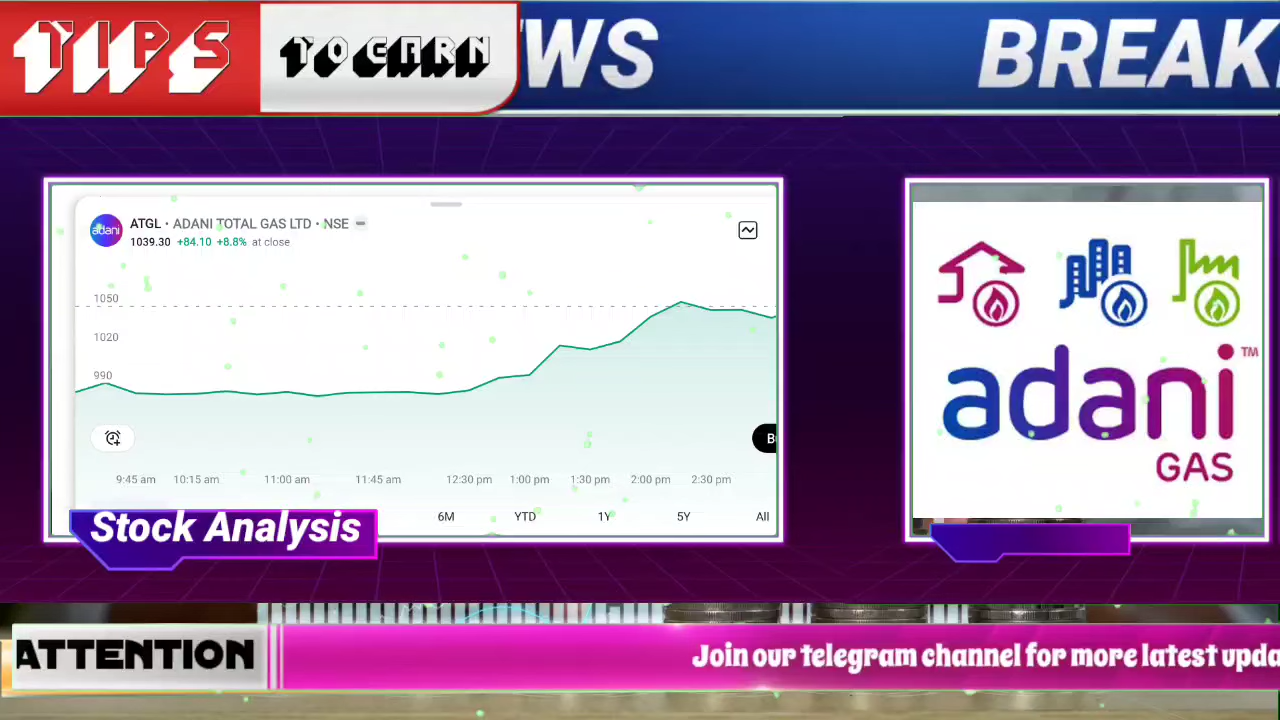 TIPS
TO EARN
WS
BREAK
adani
ATGL • ADANI TOTAL GAS LTD • NSE
1039.30 +84.10 +8.8% at close
1050
1020
990
B
9:45 am 10:15 am 11:00 am 11:45 am 12:30 pm 1:00 pm 1:30 pm 2:00 pm 2:30 pm
6M YTD 1Y 5Y All
Stock Analysis
adani™
GAS
ATTENTION
Join our telegram channel for more latest upda